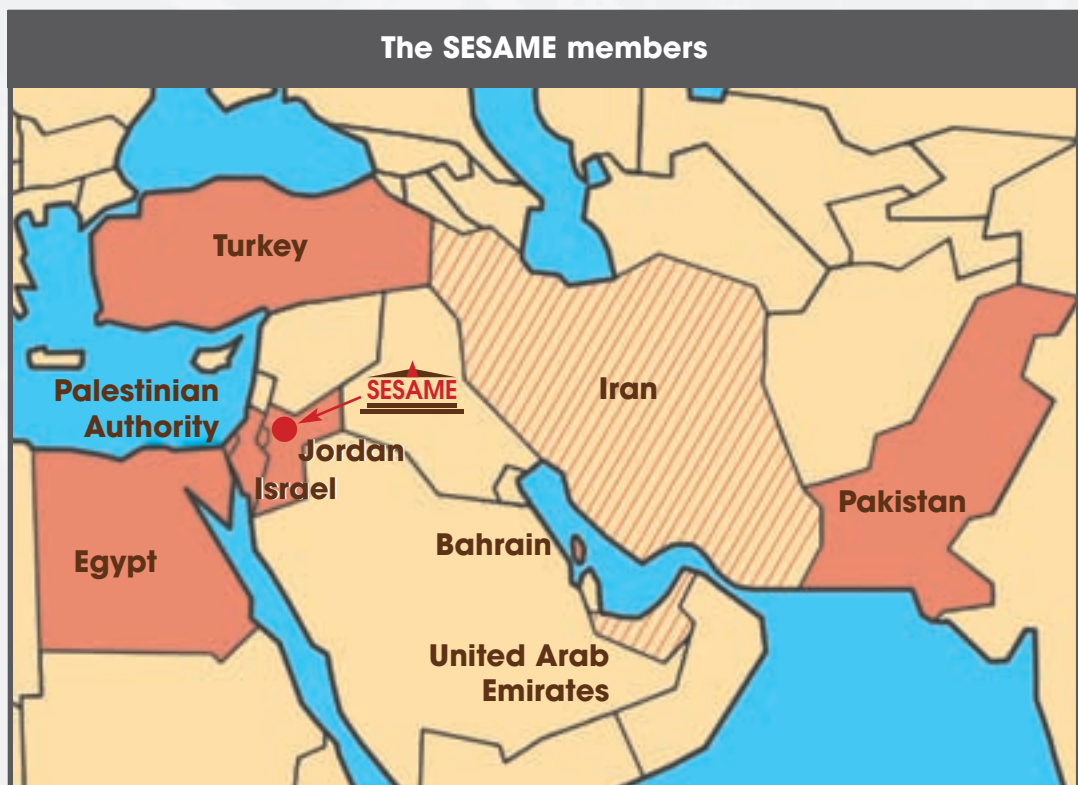 The SESAME members
Turkey
SESAME
Iran
Palestinian
Authority
Jordan
Israel
Pakistan
Bahrain
Egypt
United Arab
Emirates